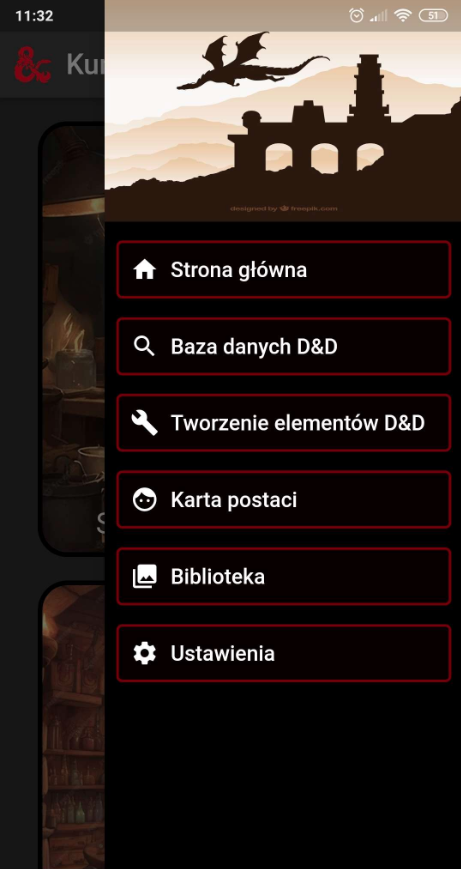 11:32
51
Kur
designed by freepik.com
Strona główna
Baza danych D&D
Tworzenie elementów D&D
Karta postaci
Biblioteka
Ustawienia